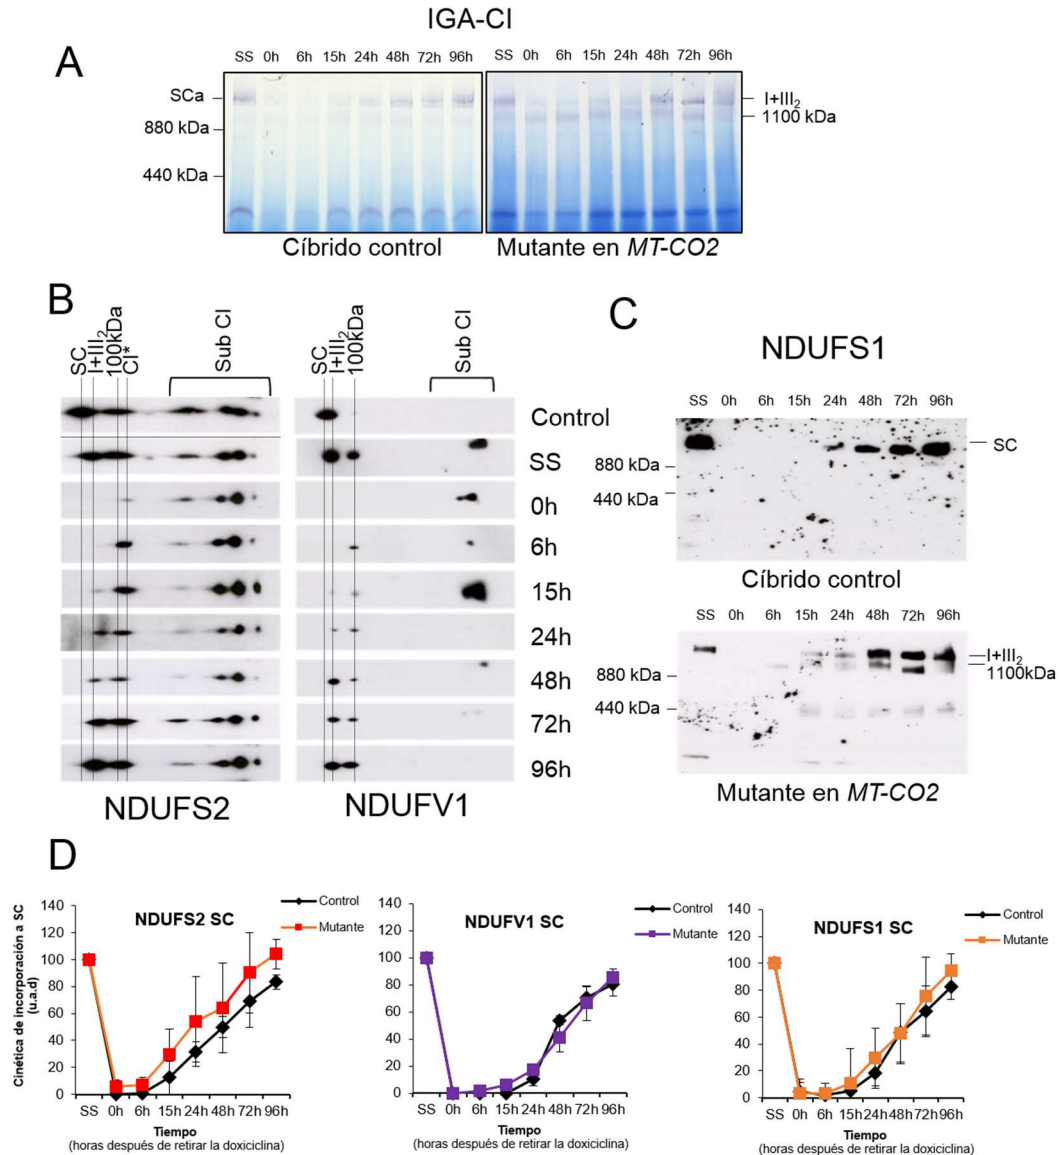 IGA-CI
A
SS 0h 6h 15h 24h 48h 72h 96h
SS 0h 6h 15h 24h 48h 72h 96h
SCa
880 kDa
440 kDa
I+III2
1100 kDa
Cíbrido control
Mutante en MT-CO2
B
SC
I+III2
100kDa
CI*
Sub CI
SC
I+III2
100kDa
Sub CI
Control
SS
0h
6h
15h
24h
48h
72h
96h
NDUFS2
NDUFV1
C
NDUFS1
SS 0h 6h 15h 24h 48h 72h 96h
880 kDa
440 kDa
SC
Cíbrido control
SS 0h 6h 15h 24h 48h 72h 96h
880 kDa
440 kDa
I+III2
1100kDa
Mutante en MT-CO2
D
Cinética de incorporación a SC
(u.a.d)
140
120
100
80
60
40
20
0
NDUFS2 SC
Control
Mutante
SS 0h 6h 15h 24h 48h 72h 96h
Tiempo
(horas después de retirar la doxiciclina)
140
120
100
80
60
40
20
0
NDUFV1 SC
Control
Mutante
SS 0h 6h 15h 24h 48h 72h 96h
Tiempo
(horas después de retirar la doxiciclina)
140
120
100
80
60
40
20
0
NDUFS1 SC
Control
Mutante
SS 0h 6h 15h 24h 48h 72h 96h
Tiempo
(horas después de retirar la doxiciclina)